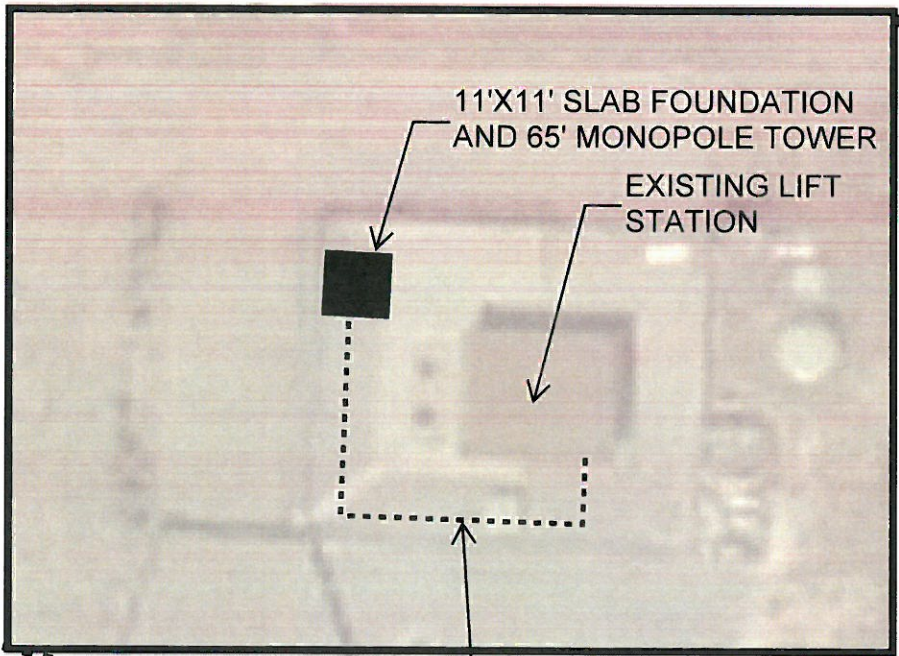 11'X11' SLAB FOUNDATION
AND 65' MONOPOLE TOWER
EXISTING LIFT
STATION